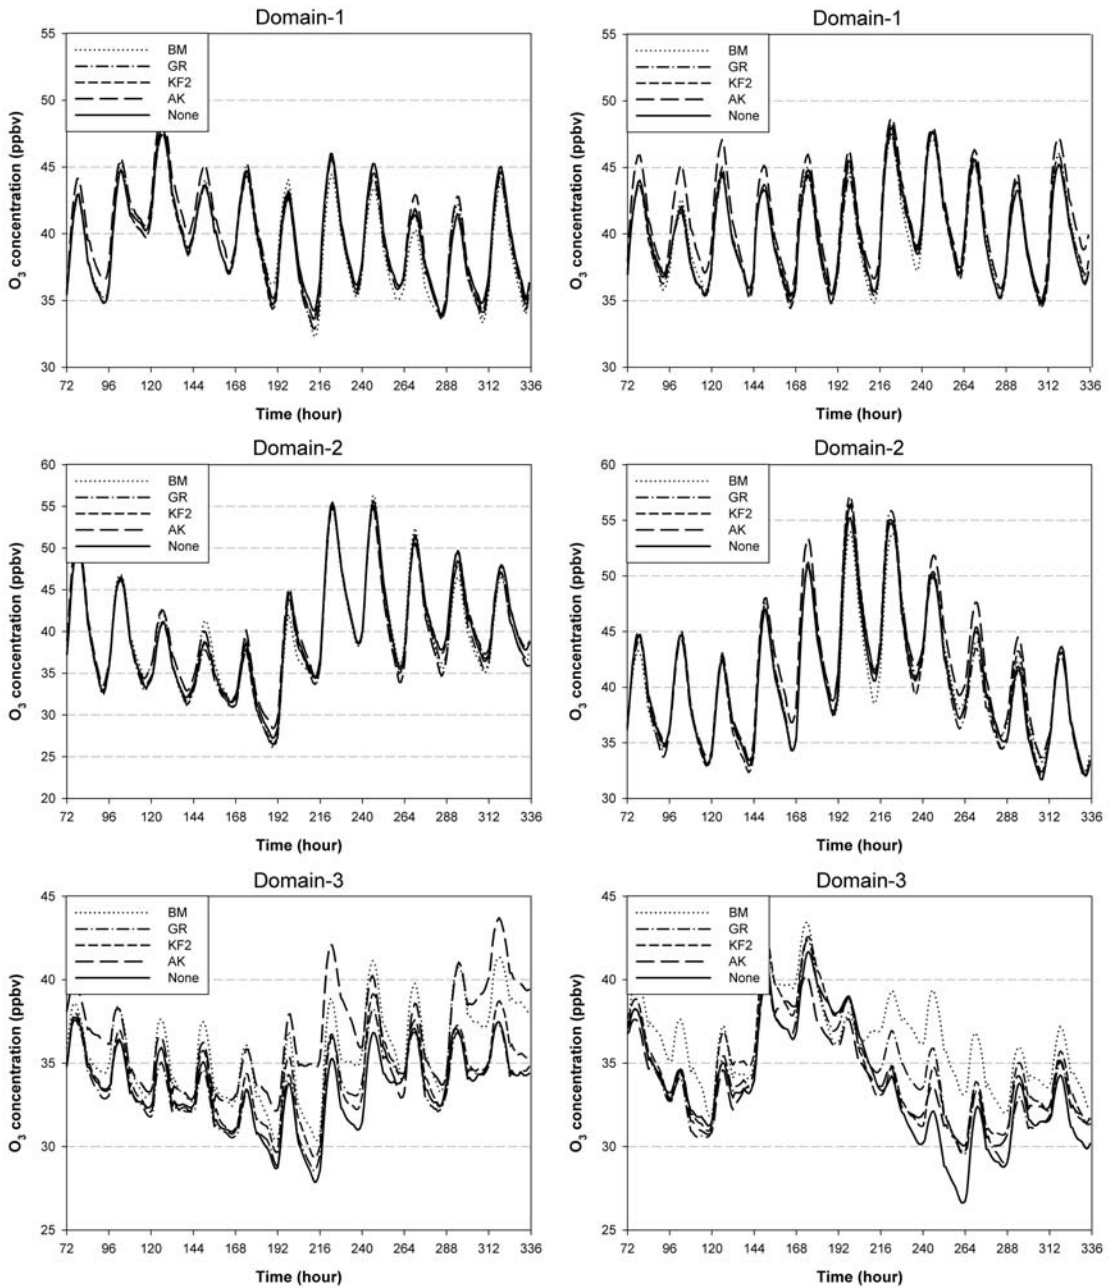 Domain-1
55
50
45
40
35
30
O3 concentration (ppbv)
BM
GR
KF2
AK
None
72 96 120 144 168 192 216 240 264 288 312 336
Time (hour)
Domain-1
55
50
45
40
35
30
O3 concentration (ppbv)
BM
GR
KF2
AK
None
72 96 120 144 168 192 216 240 264 288 312 336
Time (hour)
Domain-2
60
55
50
45
40
35
30
25
20
O3 concentration (ppbv)
BM
GR
KF2
AK
None
72 96 120 144 168 192 216 240 264 288 312 336
Time (hour)
Domain-2
60
55
50
45
40
35
30
O3 concentration (ppbv)
BM
GR
KF2
AK
None
72 96 120 144 168 192 216 240 264 288 312 336
Time (hour)
Domain-3
45
40
35
30
25
O3 concentration (ppbv)
BM
GR
KF2
AK
None
72 96 120 144 168 192 216 240 264 288 312 336
Time (hour)
Domain-3
45
40
35
30
25
O3 concentration (ppbv)
BM
GR
KF2
AK
None
72 96 120 144 168 192 216 240 264 288 312 336
Time (hour)